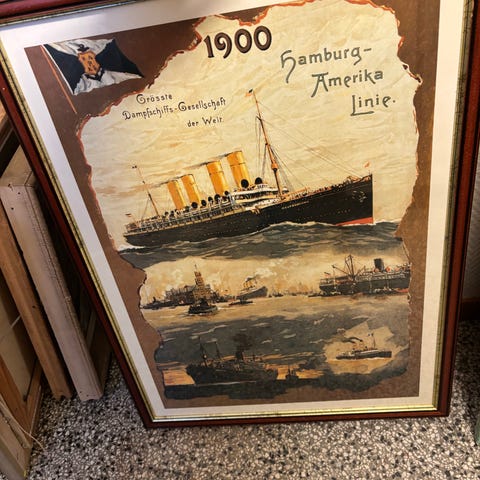 1900
Hamburg-
Amerika
Linie.
Grösste
Dampfschiffs-Gesellschaft
der Welt.